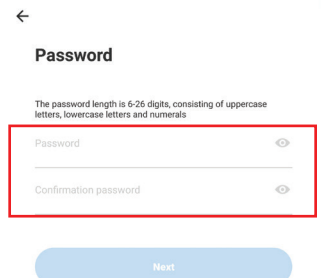 Password
The password length is 6-26 digits, consisting of uppercase
letters, lowercase letters and numerals
Password
Confirmation password
Next